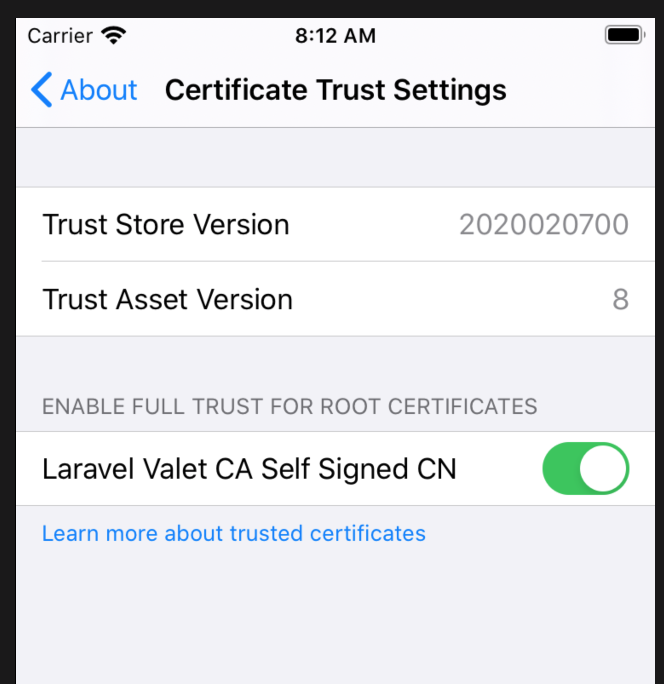 Carrier 8:12 AM
About Certificate Trust Settings
Trust Store Version 2020020700
Trust Asset Version 8
ENABLE FULL TRUST FOR ROOT CERTIFICATES
Laravel Valet CA Self Signed CN
Learn more about trusted certificates